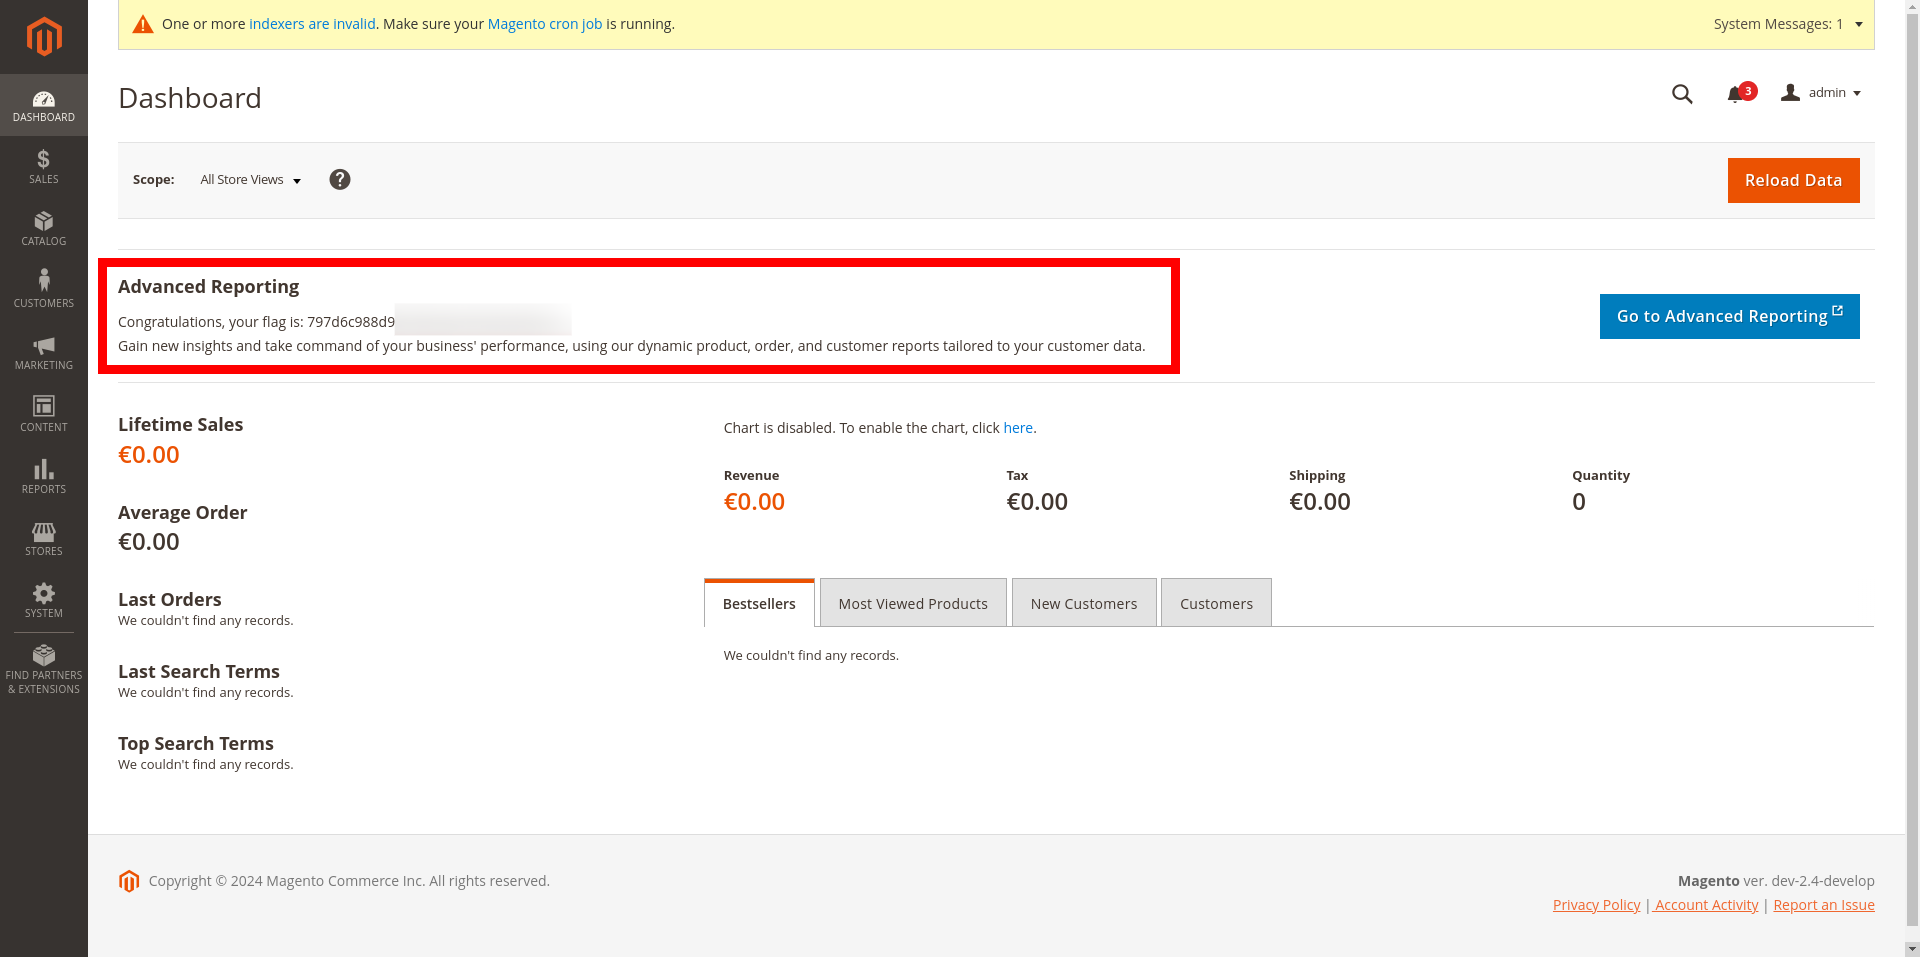 One or more indexers are invalid. Make sure your Magento cron job is running.
System Messages: 1
Dashboard
3
admin
DASHBOARD
SALES
CATALOG
CUSTOMERS
MARKETING
CONTENT
REPORTS
STORES
SYSTEM
FIND PARTNERS
& EXTENSIONS
Scope:
All Store Views
?
Reload Data
Advanced Reporting
Congratulations, your flag is: 797d6c988d9
Gain new insights and take command of your business' performance, using our dynamic product, order, and customer reports tailored to your customer data.
Go to Advanced Reporting
Lifetime Sales
€0.00
Average Order
€0.00
Last Orders
We couldn't find any records.
Last Search Terms
We couldn't find any records.
Top Search Terms
We couldn't find any records.
Chart is disabled. To enable the chart, click here.
Revenue
€0.00
Tax
€0.00
Shipping
€0.00
Quantity
0
Bestsellers
Most Viewed Products
New Customers
Customers
We couldn't find any records.
Copyright © 2024 Magento Commerce Inc. All rights reserved.
Magento ver. dev-2.4-develop
Privacy Policy | Account Activity | Report an Issue